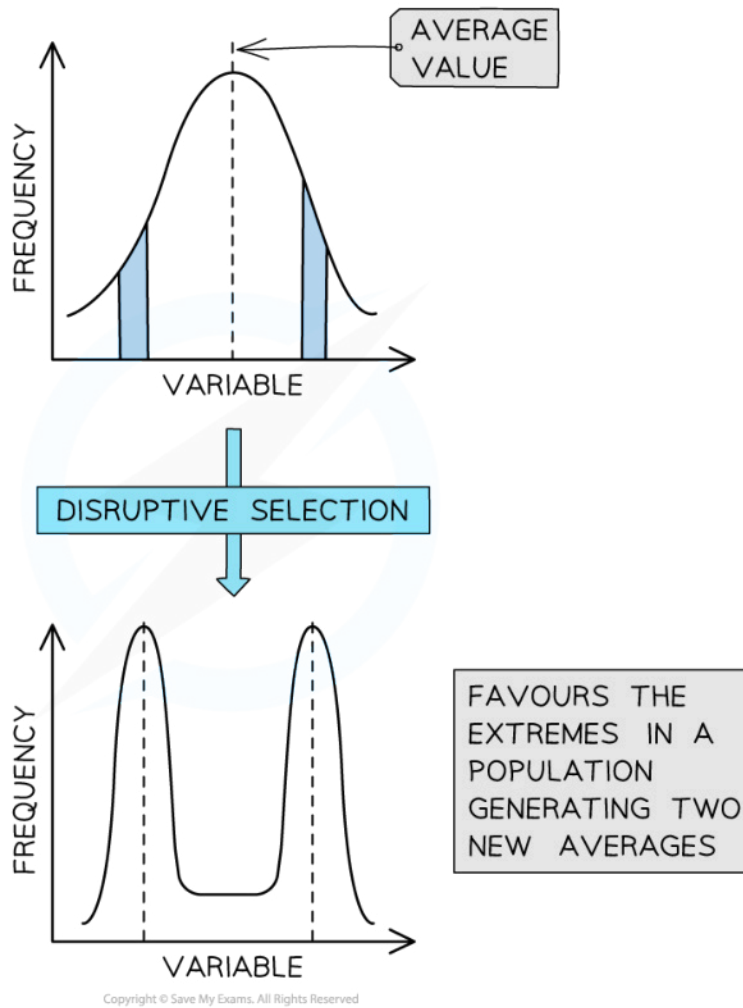 AVERAGE
VALUE
FREQUENCY
VARIABLE
DISRUPTIVE SELECTION
FREQUENCY
VARIABLE
FAVOURS THE
EXTREMES IN A
POPULATION
GENERATING TWO
NEW AVERAGES
Copyright © Save My Exams. All Rights Reserved